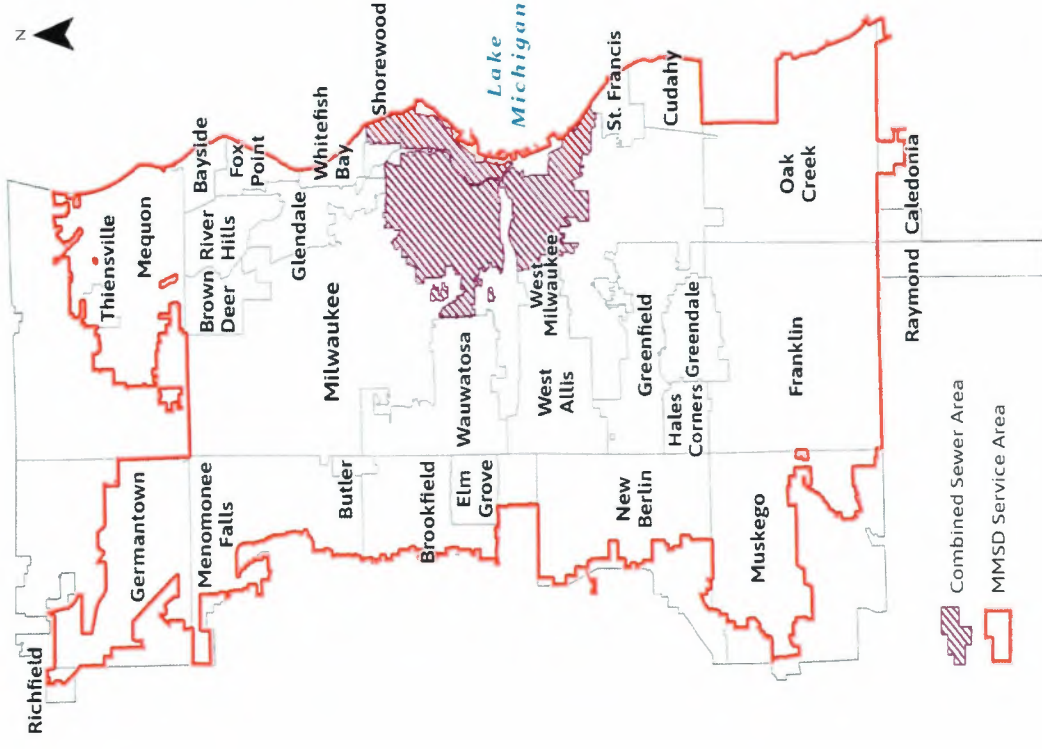 Z
Richfield
Thiensville
Mequon
Germantown
Bayside
Fox
Point
River
Hills
Brown
Deer
Menomonee
Falls
Whitefish
Bay
Glendale
Shorewood
Milwaukee
Butler
Lake
Michigan
Wauwatosa
Brookfield
Elm
Grove
West
Milwaukee
West
Allis
St. Francis
Cudahy
Greenfield
New
Berlin
Greendale
Hales
Corners
Oak
Creek
Franklin
Muskego
Caledonia
Raymond
Combined Sewer Area
MMSD Service Area